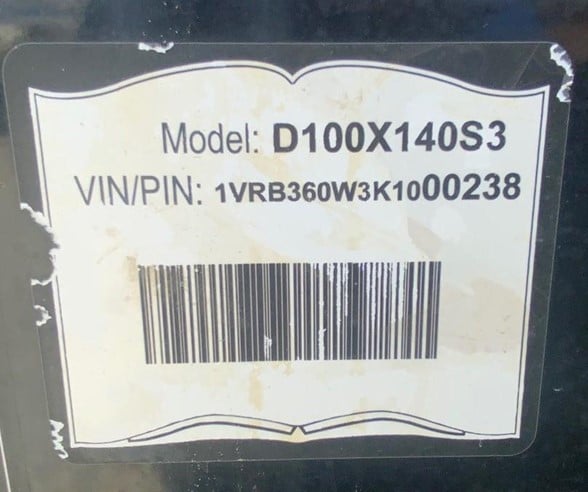 Model: D100X140S3
VIN/PIN: 1VRB360W3K1000238